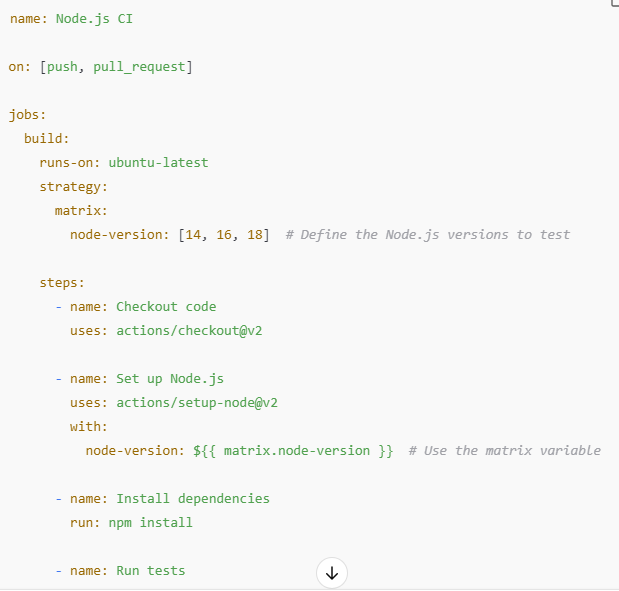 name: Node.js CI
on: [push, pull_request]
jobs:
build:
runs-on: ubuntu-latest
strategy:
matrix:
node-version: [14, 16, 18]  # Define the Node.js versions to test
steps:
- name: Checkout code
uses: actions/checkout@v2
- name: Set up Node.js
uses: actions/setup-node@v2
with:
node-version: ${{ matrix.node-version }}  # Use the matrix variable
- name: Install dependencies
run: npm install
- name: Run tests